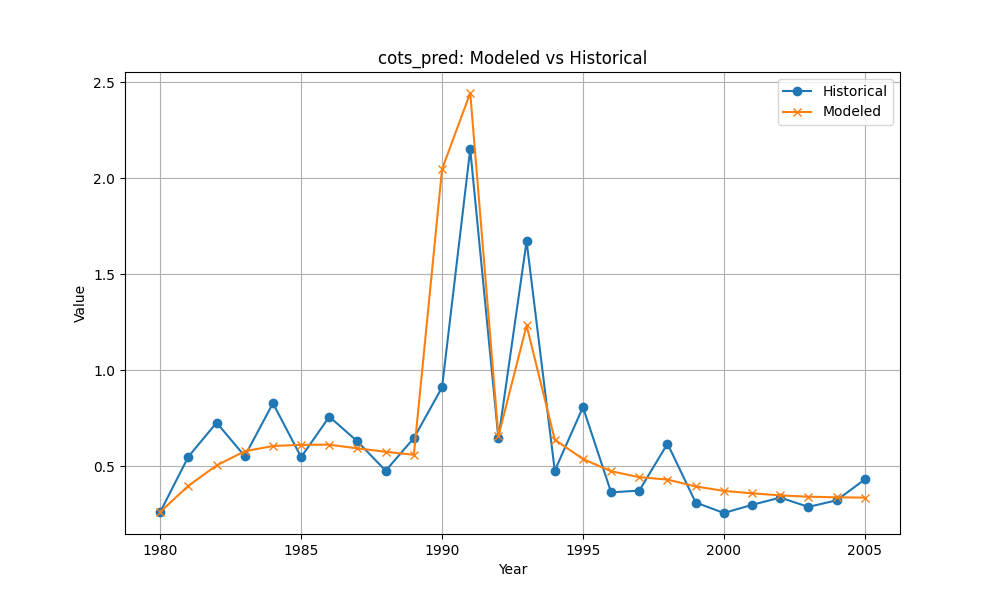 cots_pred: Modeled vs Historical
Historical
Modeled
Value
2.5
2.0
1.5
1.0
0.5
1980 1985 1990 1995 2000 2005
Year